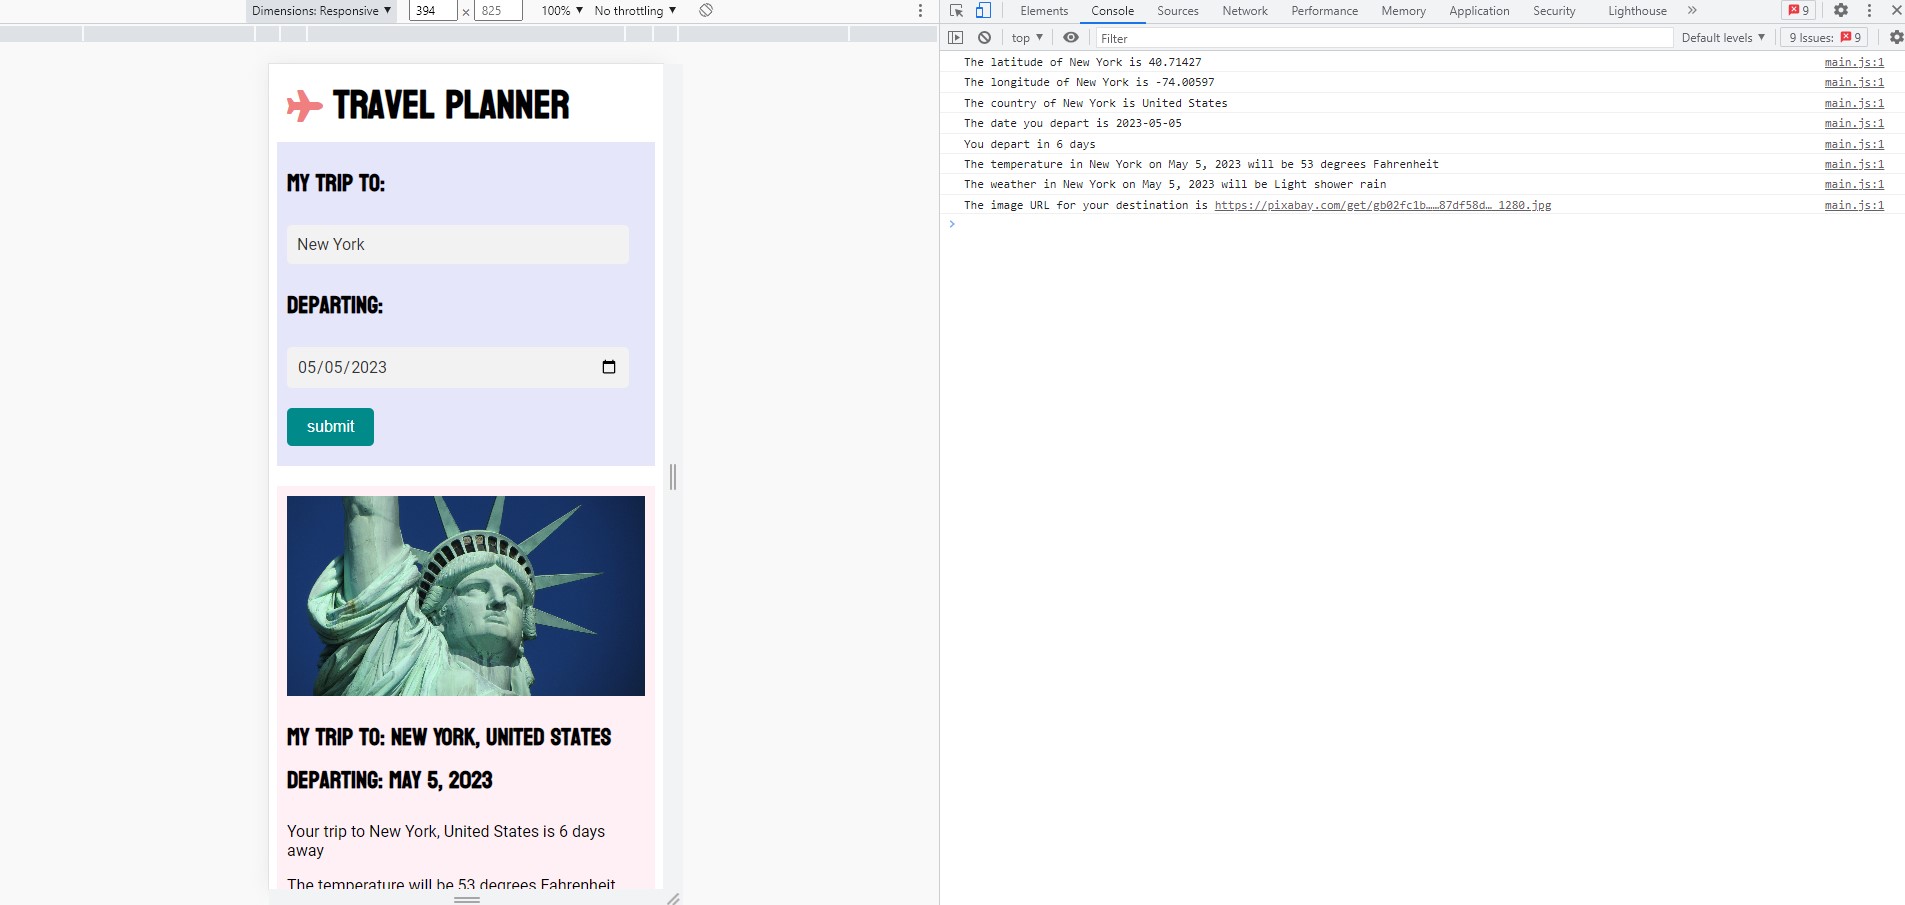 Dimensions: Responsive ▼ 394 × 825 100% ▼ No throttling ▼
Elements Console Sources Network Performance Memory Application Security Lighthouse » 9
top ▼ Filter Default levels ▼ 9 Issues: 9
TRAVEL PLANNER
MY TRIP TO:
New York
DEPARTING:
05/05/2023
submit
MY TRIP TO: NEW YORK, UNITED STATES
DEPARTING: MAY 5, 2023
Your trip to New York, United States is 6 days
away
The temperature will be 53 degrees Fahrenheit
The latitude of New York is 40.71427 main.js:1
The longitude of New York is -74.00597 main.js:1
The country of New York is United States main.js:1
The date you depart is 2023-05-05 main.js:1
You depart in 6 days main.js:1
The temperature in New York on May 5, 2023 will be 53 degrees Fahrenheit main.js:1
The weather in New York on May 5, 2023 will be Light shower rain main.js:1
The image URL for your destination is https://pixabay.com/get/gb02fc1b……87df58d…_1280.jpg main.js:1